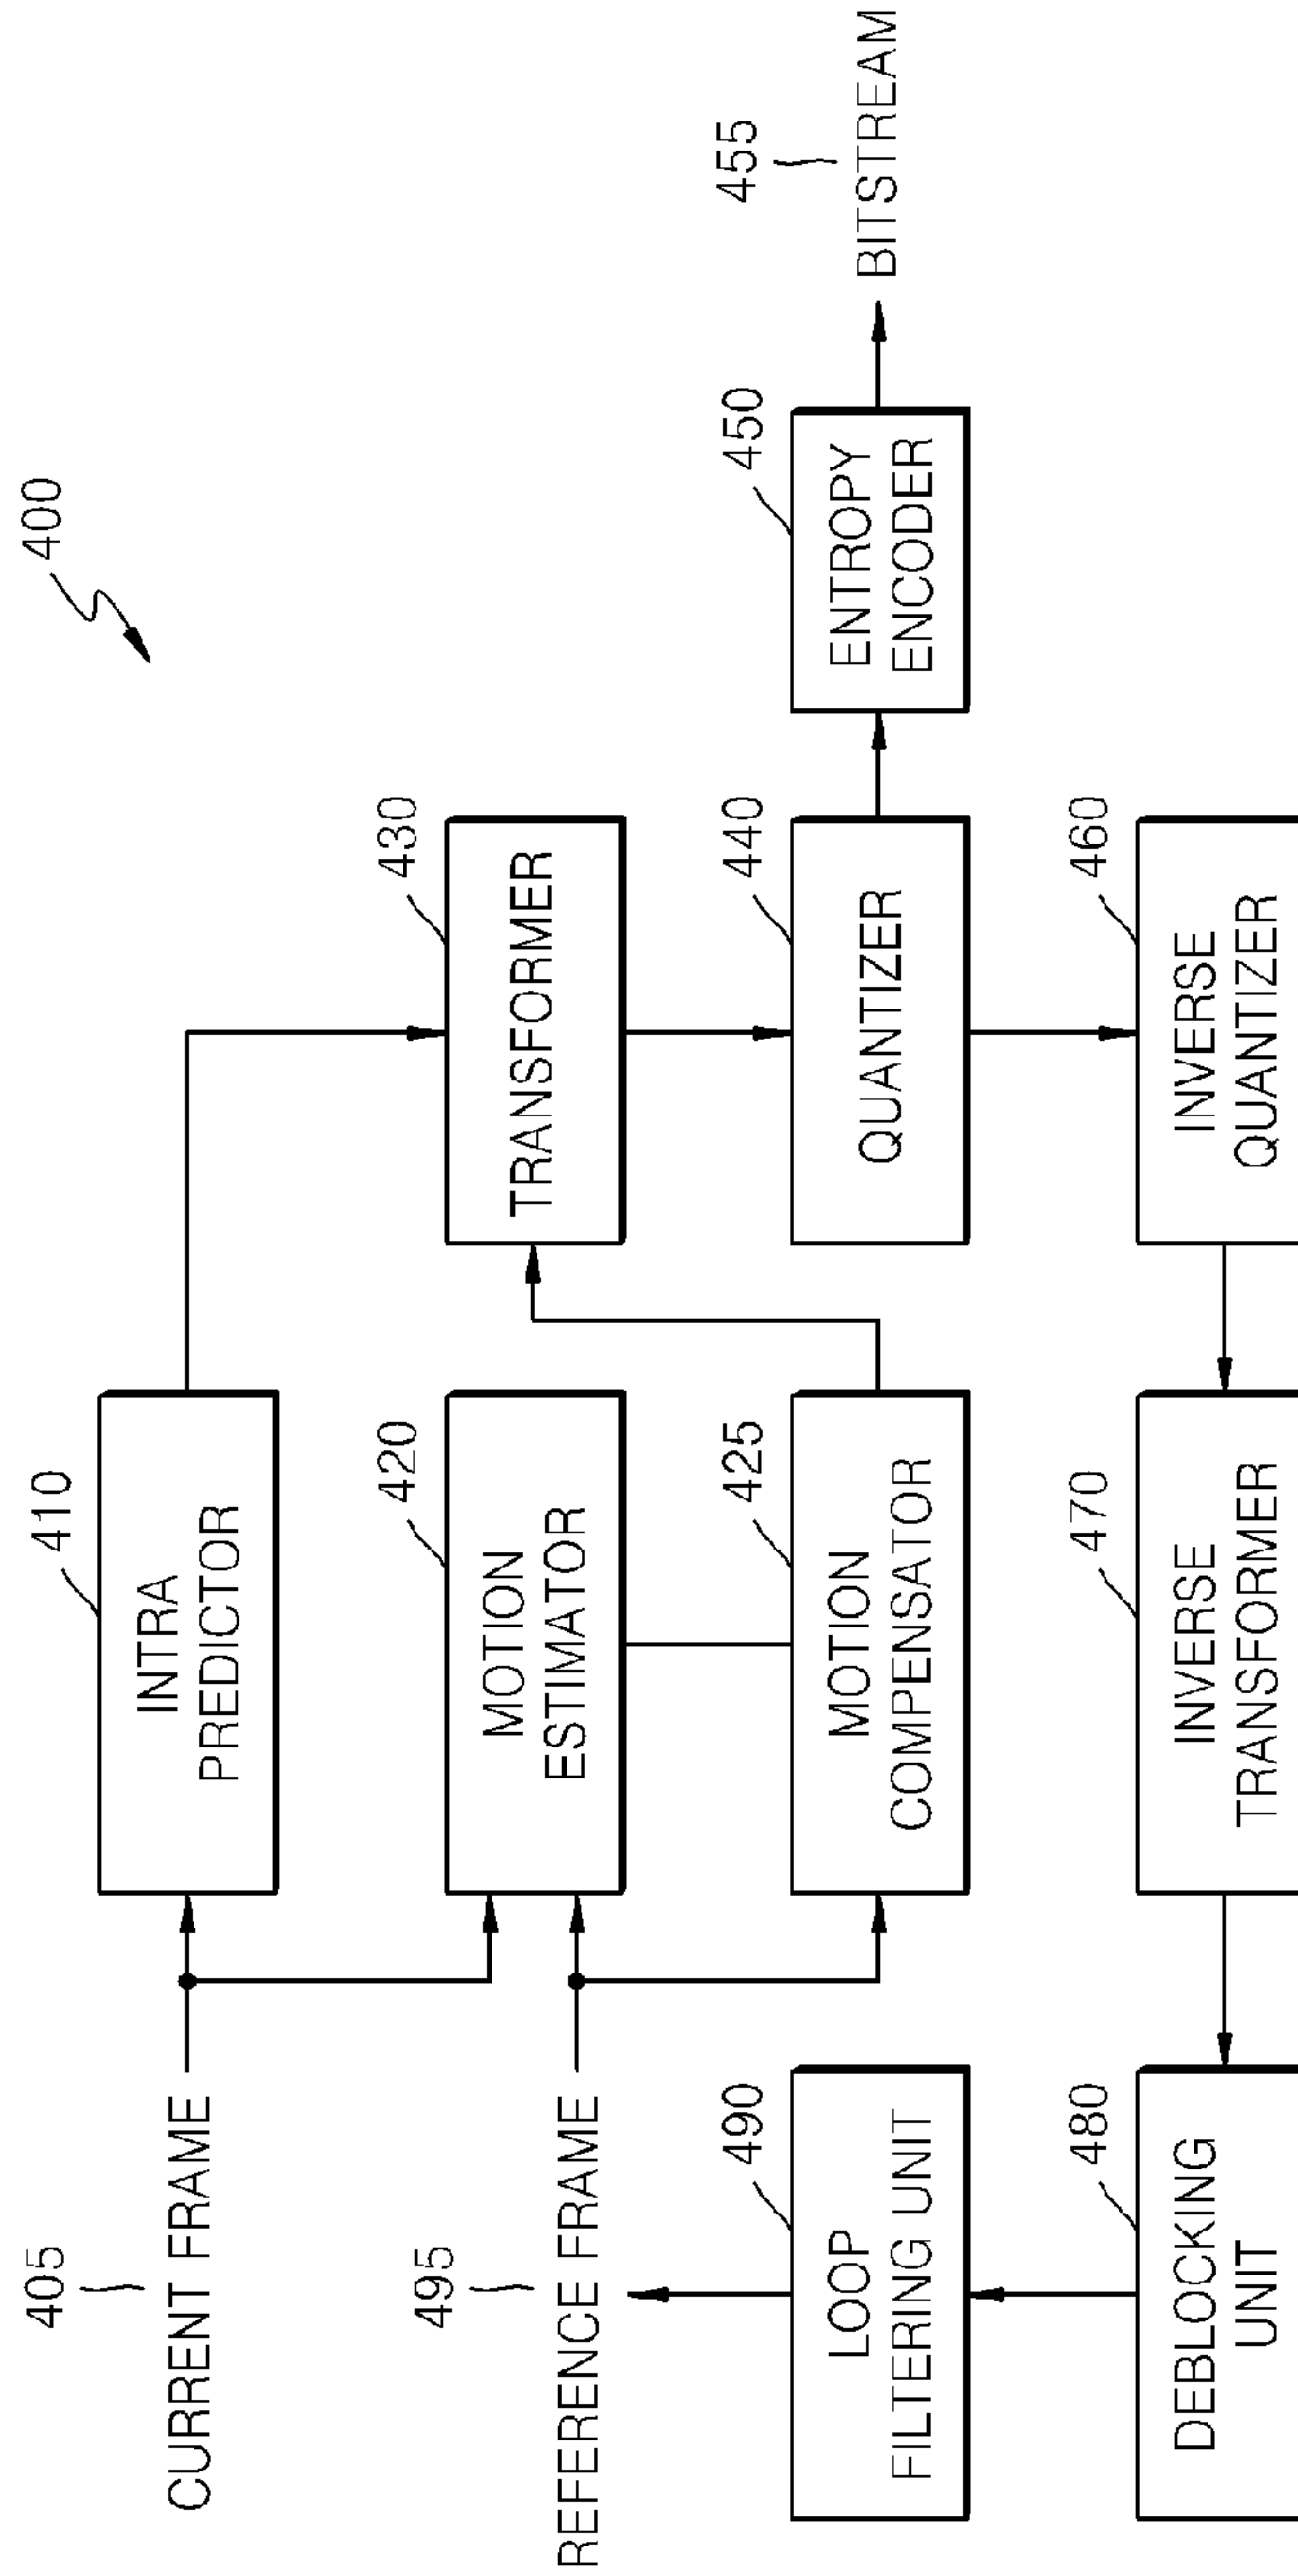 400
405
CURRENT FRAME
410
INTRA
PREDICTOR
495
REFERENCE FRAME
420
MOTION
ESTIMATOR
430
TRANSFORMER
490
LOOP
FILTERING UNIT
425
MOTION
COMPENSATOR
440
QUANTIZER
450
ENTROPY
ENCODER
455
BITSTREAM
480
DEBLOCKING
UNIT
470
INVERSE
TRANSFORMER
460
INVERSE
QUANTIZER